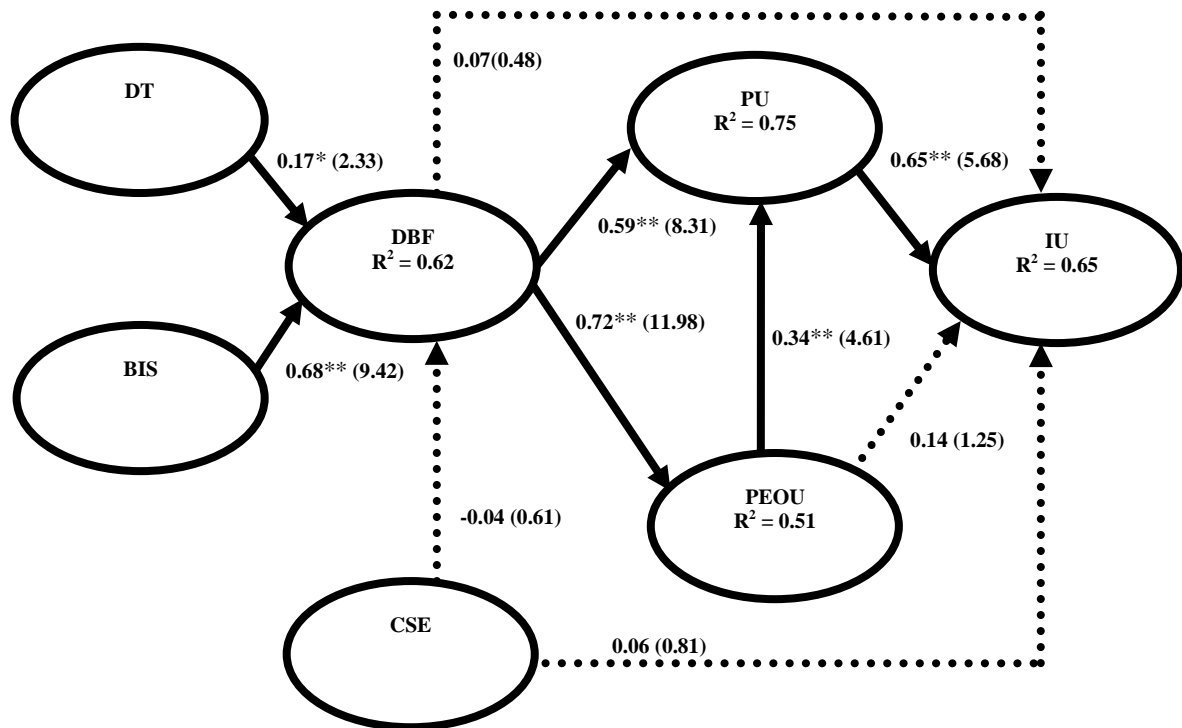 0.07(0.48)
DT
PU
R² = 0.75
0.17* (2.33)
0.65** (5.68)
DBF
R² = 0.62
0.59** (8.31)
IU
R² = 0.65
0.72** (11.98)
0.34** (4.61)
BIS
0.68** (9.42)
0.14 (1.25)
PEOU
R² = 0.51
-0.04 (0.61)
CSE
0.06 (0.81)